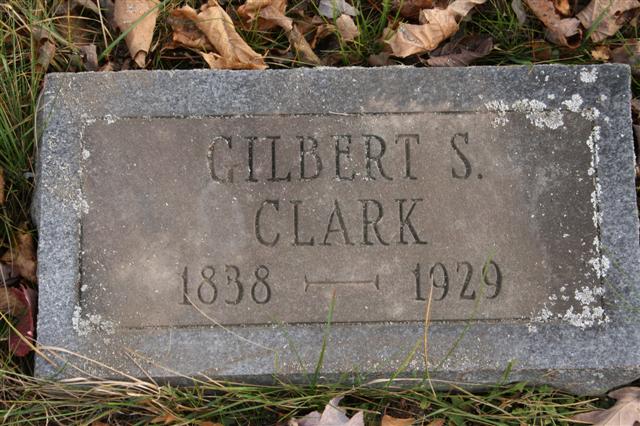 GILBERT S.
CLARK
1838 — 1929